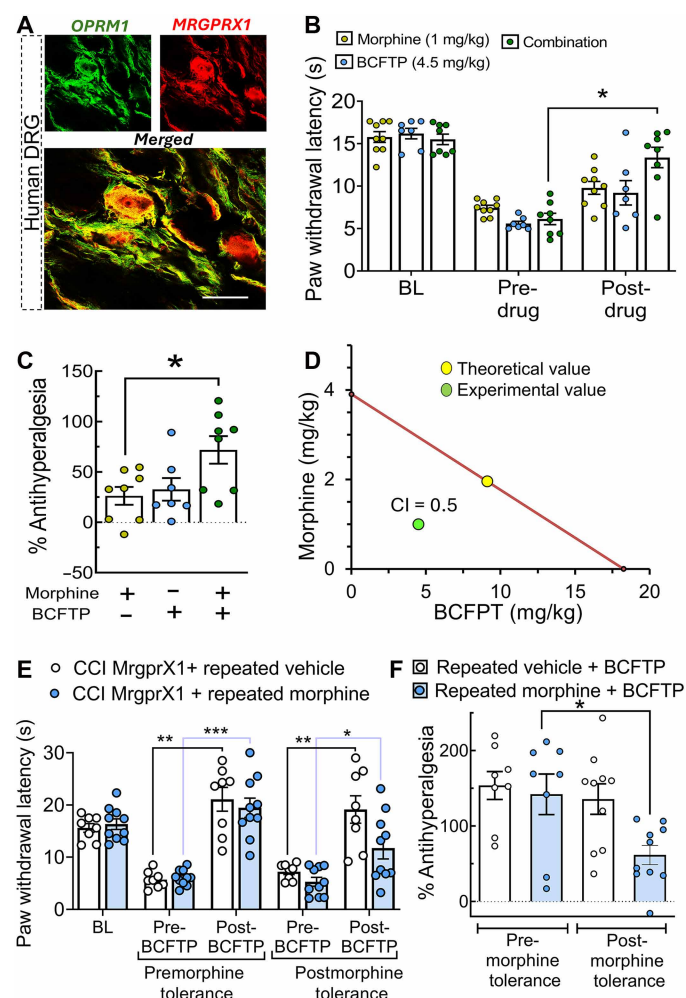 A
OPRM1
MRGPRX1
Merged
Human DRG
B
Morphine (1 mg/kg)
Combination
BCFTP (4.5 mg/kg)
Paw withdrawal latency (s)
20
15
10
5
0
*
BL
Pre-
drug
Post-
drug
C
% Antihyperalgesia
150
100
50
0
−50
*
Morphine + − +
BCFTP − + +
D
Theoretical value
Experimental value
Morphine (mg/kg)
4
2
0
CI = 0.5
0 5 10 15 20
BCFPT (mg/kg)
E
CCI MrgprX1+ repeated vehicle
CCI MrgprX1 + repeated morphine
Paw withdrawal latency (s)
30
20
10
0
** *** ** *
BL
Pre-
BCFTP
Post-
BCFTP
Pre-
BCFTP
Post-
BCFTP
Premorphine
tolerance
Postmorphine
tolerance
F
Repeated vehicle + BCFTP
Repeated morphine + BCFTP
% Antihyperalgesia
*
150
100
50
0
Pre-
morphine
tolerance
Post-
morphine
tolerance